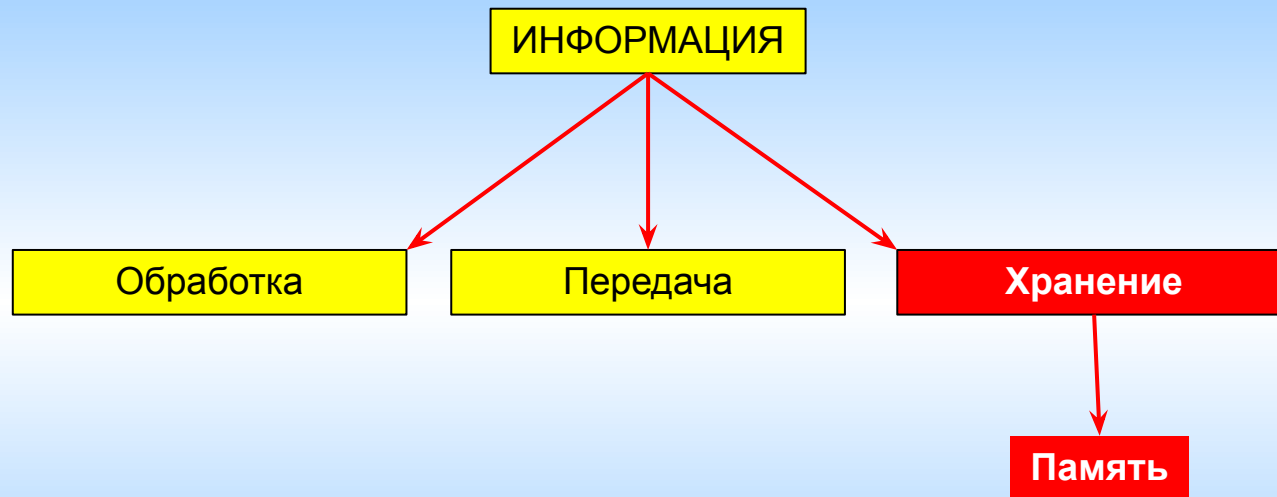 ИНФОРМАЦИЯ
Обработка
Передача
Хранение
Память